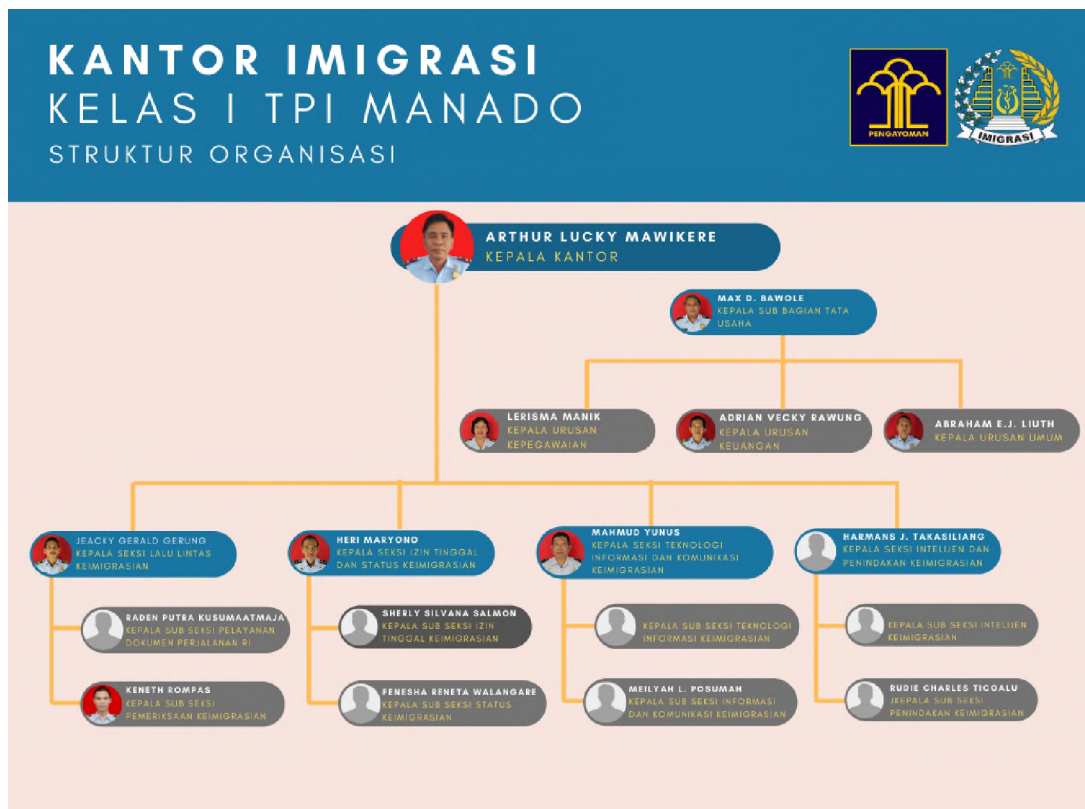 KANTOR IMIGRASI
KELAS I TPI MANADO
STRUKTUR ORGANISASI
PENGAYOMAN
IMIGRASI
ARTHUR LUCKY MAWIKERE
KEPALA KANTOR
MAX D. BAWOLE
KEPALA SUB BAGIAN TATA
USAHA
LERISMA MANIK
KEPALA URUSAN
KEPEGAWAIAN
ADRIAN VECKY RAWUNG
KEPALA URUSAN
KEUANGAN
ABRAHAM E.J. LIUTH
KEPALA URUSAN UMUM
JEACKY GERALD GERUNG
KEPALA SEKSI LALU LINTAS
KEIMIGRASIAN
HERI MARYONO
KEPALA SEKSI IZIN TINGGAL
DAN STATUS KEIMIGRASIAN
MAHMUD YUNUS
KEPALA SEKSI TEKNOLOGI
INFORMASI DAN KOMUNIKASI
KEIMIGRASIAN
HARMANS J. TAKASILIANG
KEPALA SEKSI INTELIJEN DAN
PENINDAKAN KEIMIGRASIAN
RADEN PUTRA KUSUMAATMAJA
KEPALA SUB SEKSI PELAYANAN
DOKUMEN PERJALANAN RI
SHERLY SILVANA SALMON
KEPALA SUB SEKSI IZIN
TINGGAL KEIMIGRASIAN
KEPALA SUB SEKSI TEKNOLOGI
INFORMASI KEIMIGRASIAN
KEPALA SUB SEKSI INTELIJEN
KEIMIGRASIAN
KENETH ROMPAS
KEPALA SUB SEKSI
PEMERIKSAAN KEIMIGRASIAN
FENESHA RENETA WALANGARE
KEPALA SUB SEKSI STATUS
KEIMIGRASIAN
MEILYAH L. POSUMAH
KEPALA SUB SEKSI INFORMASI
DAN KOMUNIKASI KEIMIGRASIAN
RUDIE CHARLES TICOALU
JKEPALA SUB SEKSI
PENINDAKAN KEIMIGRASIAN